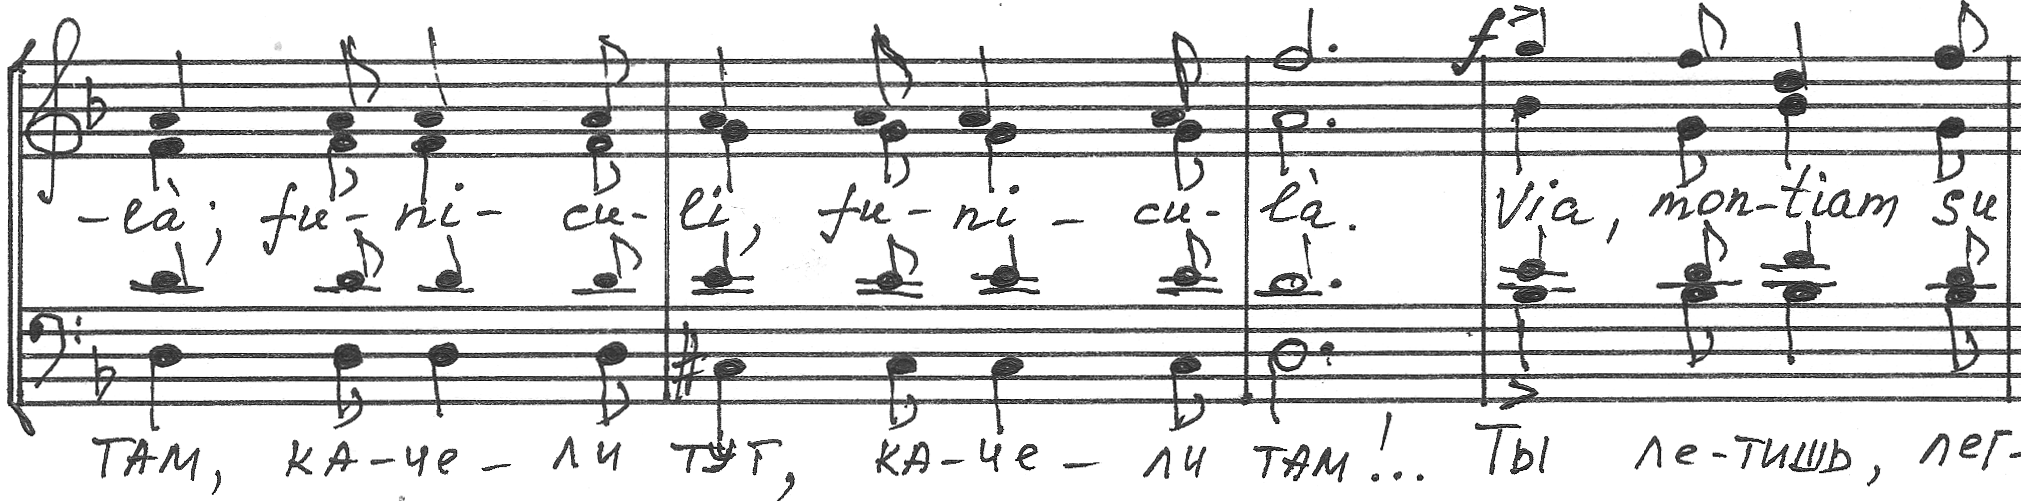 f
-là; fu-ni-cu-li, fu-ni-cu-là. Via, mon-tiam su
ТАМ, КА-ЧЕ-ЛИ ТУТ, КА-ЧЕ-ЛИ ТАМ!... ТЫ ЛЕ-ТИШЬ, ЛЕГ-